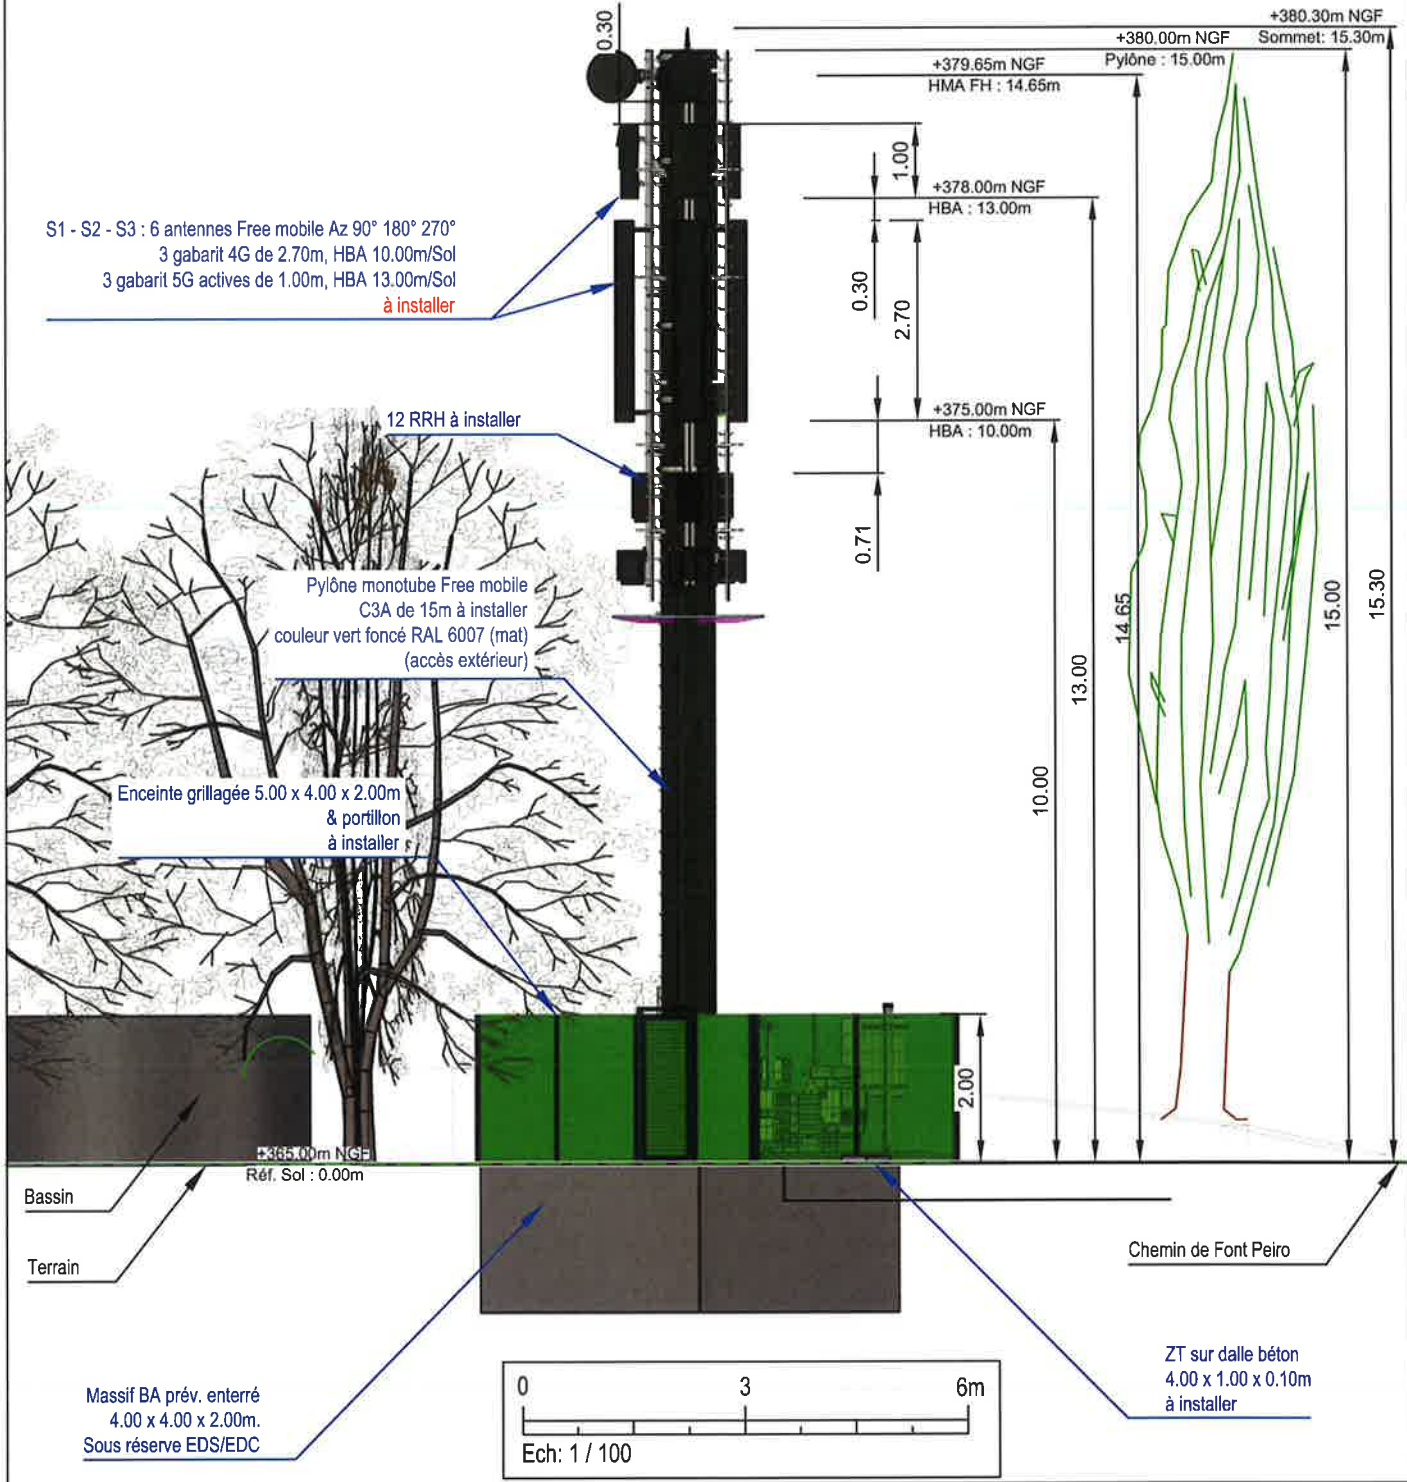 0.30
+380.30m NGF
Sommet: 15.30m
+380.00m NGF
Pylône : 15.00m
+379.65m NGF
HMA FH : 14.65m
1.00
+378.00m NGF
HBA : 13.00m
S1 - S2 - S3 : 6 antennes Free mobile Az 90° 180° 270°
3 gabarit 4G de 2.70m, HBA 10.00m/Sol
3 gabarit 5G actives de 1.00m, HBA 13.00m/Sol
à installer
0.30
2.70
12 RRH à installer
+375.00m NGF
HBA : 10.00m
0.71
Pylône monotube Free mobile
C3A de 15m à installer
couleur vert foncé RAL 6007 (mat)
(accès extérieur)
14.65
15.00
15.30
13.00
10.00
Enceinte grillagée 5.00 x 4.00 x 2.00m
& portillon
à installer
2.00
+365.00m NGF
Réf. Sol : 0.00m
Bassin
Terrain
Chemin de Font Peiro
ZT sur dalle béton
4.00 x 1.00 x 0.10m
à installer
Massif BA prév. enterré
4.00 x 4.00 x 2.00m.
Sous réserve EDS/EDC
0 3 6m
Ech: 1 / 100